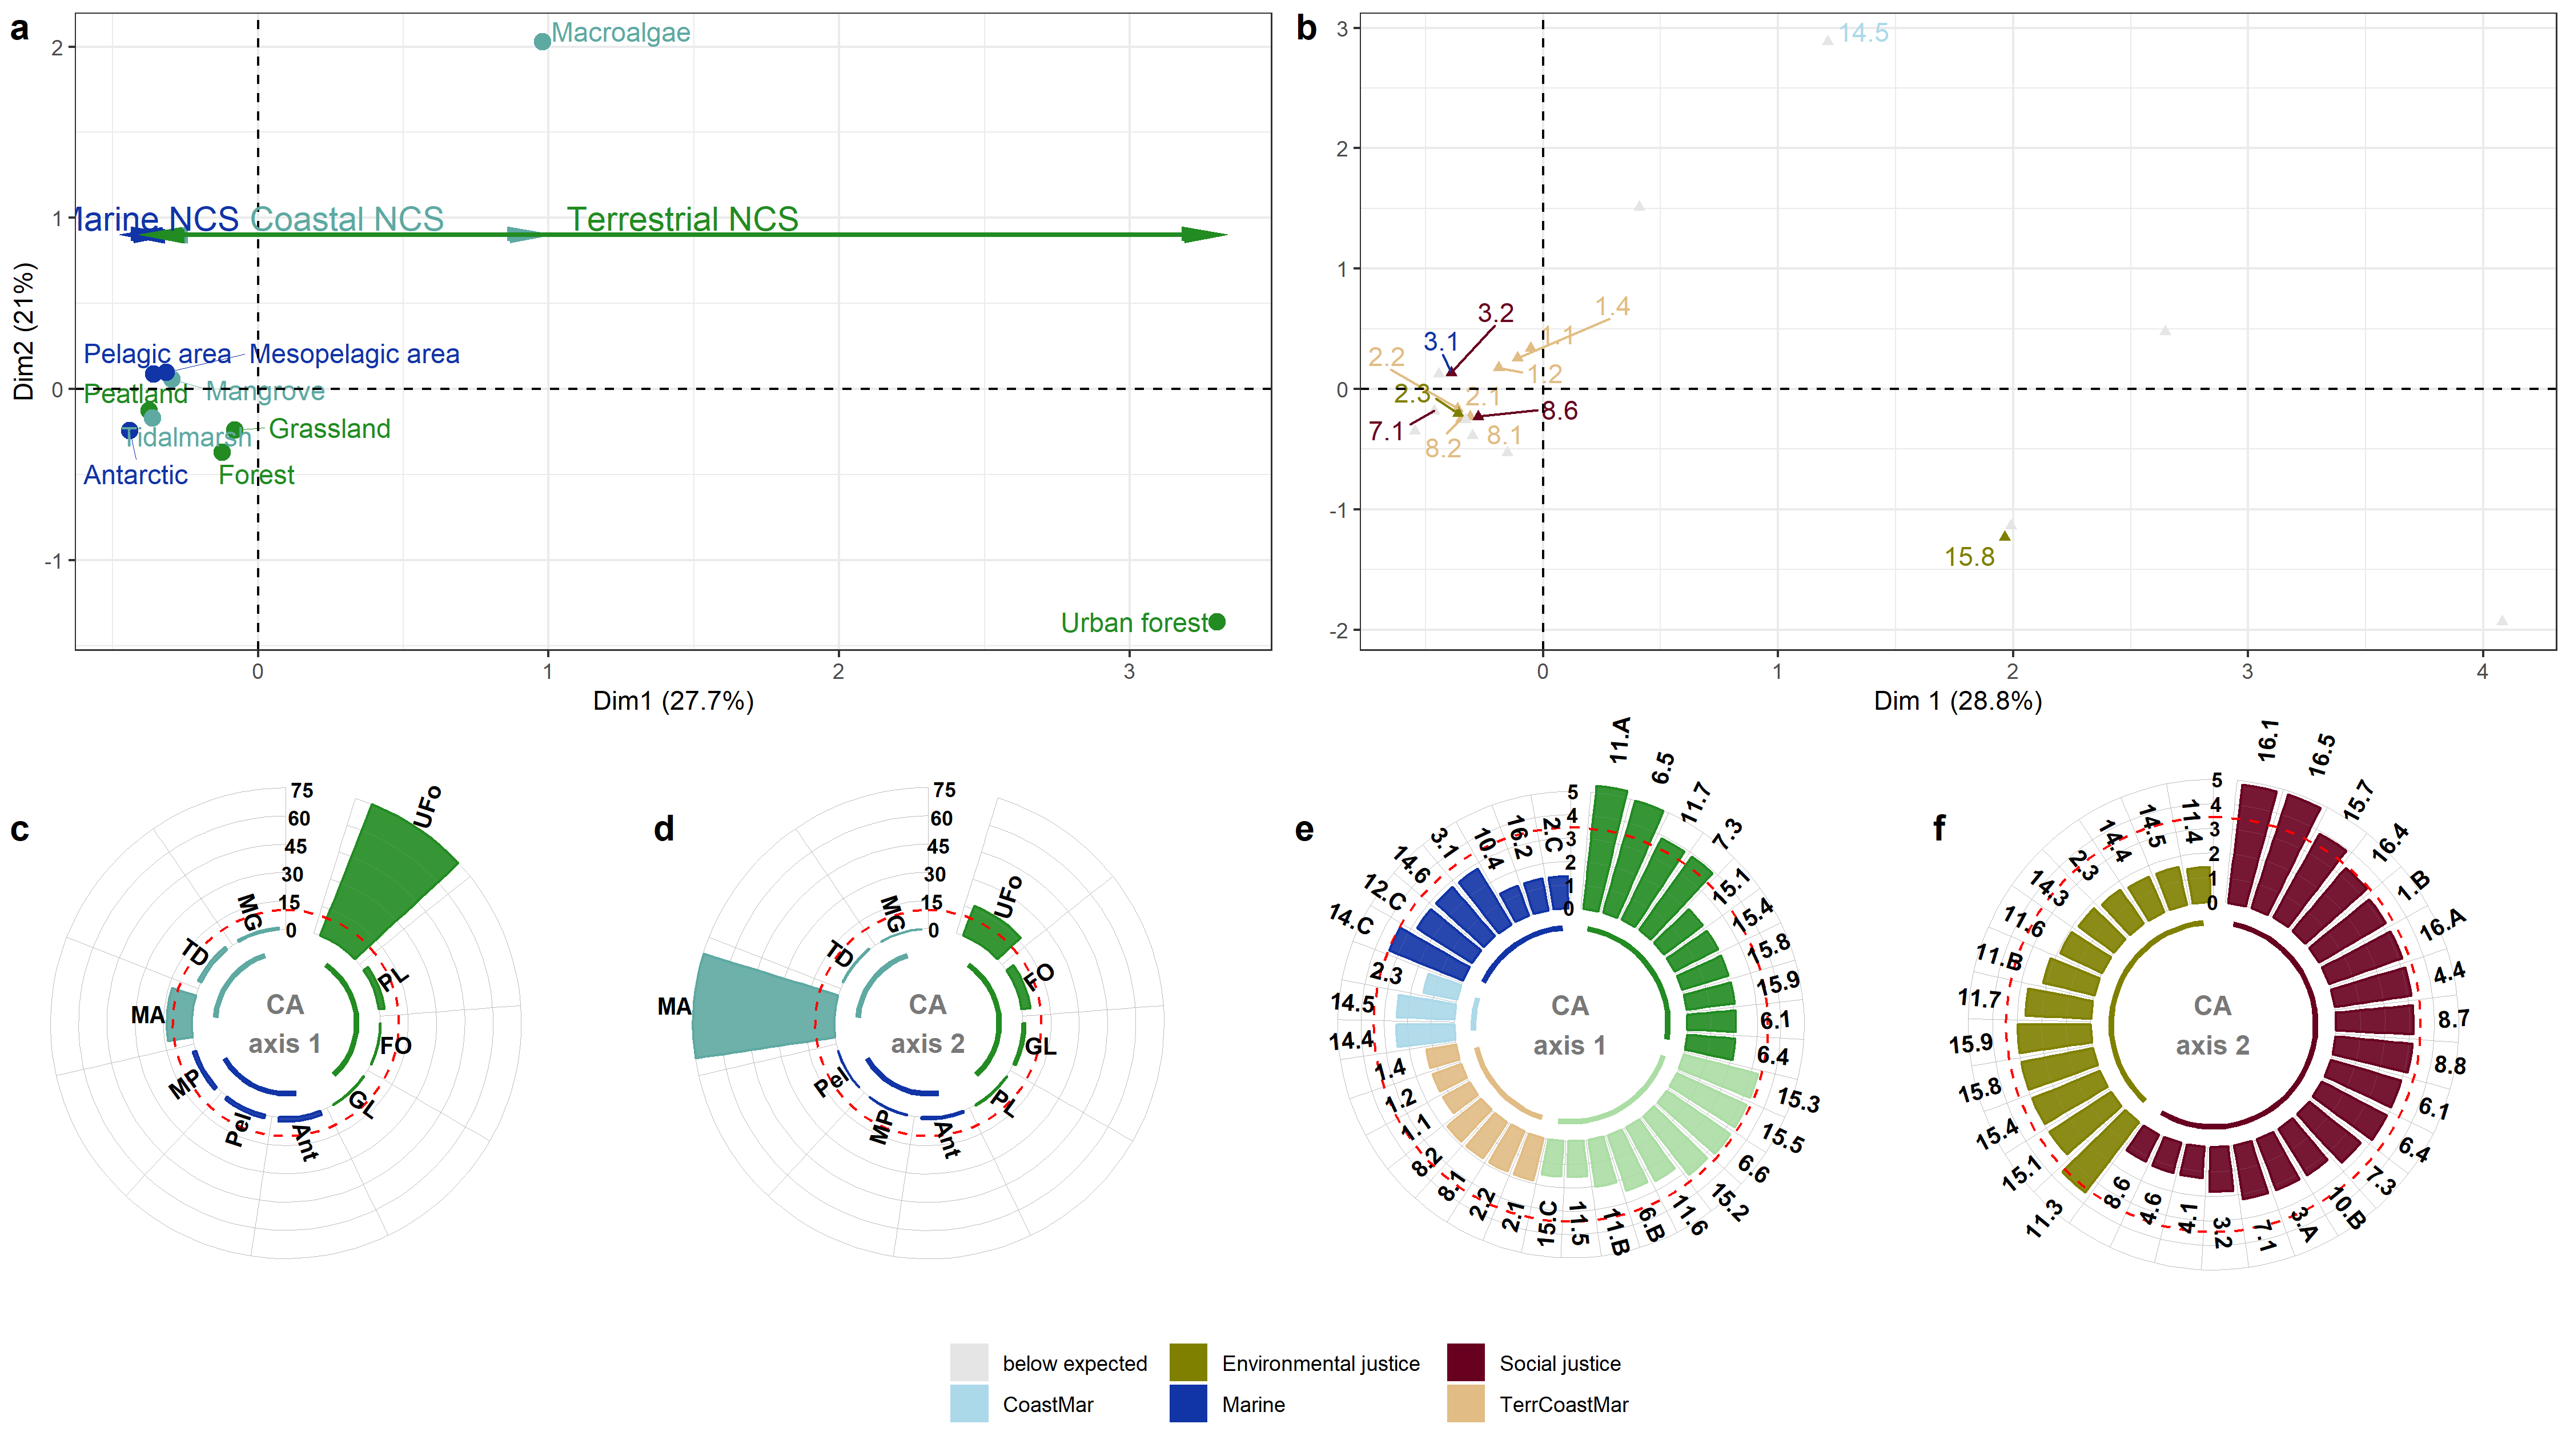 a
Macroalgae
Marine NCS
Coastal NCS
Terrestrial NCS
Pelagic area
Mesopelagic area
Peatland
Mangrove
Tidalmarsh
Grassland
Antarctic
Forest
Urban forest
2
1
0
-1
Dim2 (21%)
0 1 2 3
Dim1 (27.7%)
b
14.5
3.2
1.4
3.1
1.1
2.2
1.2
2.3
2.1
8.6
7.1
8.2
8.1
15.8
3
2
1
0
-1
-2
0 1 2 3 4
Dim 1 (28.8%)
c
75
60
45
30
15
0
UFo
PL
FO
GL
Ant
Pel
MP
MA
TD
MG
CA
axis 1
d
75
60
45
30
15
0
UFo
FO
GL
PL
Ant
MP
Pel
MA
TD
MG
CA
axis 2
e
5
4
3
2
1
0
11.A
6.5
11.7
7.3
15.1
15.4
15.8
15.9
6.1
6.4
15.3
15.5
6.6
15.2
11.6
6.B
11.B
11.5
15.C
2.1
2.2
8.1
8.2
1.1
1.2
1.4
14.4
14.5
2.3
14.C
12.C
14.6
3.1
10.4
16.2
2.C
CA
axis 1
f
5
4
3
2
1
0
16.1
16.5
15.7
16.4
1.B
16.A
4.4
8.7
8.8
6.1
6.4
7.3
10.B
3.A
7.1
3.2
4.1
4.6
8.6
11.3
15.1
15.4
15.8
15.9
11.7
11.B
11.6
14.3
2.3
14.4
14.5
11.4
CA
axis 2
below expected
Environmental justice
Social justice
CoastMar
Marine
TerrCoastMar